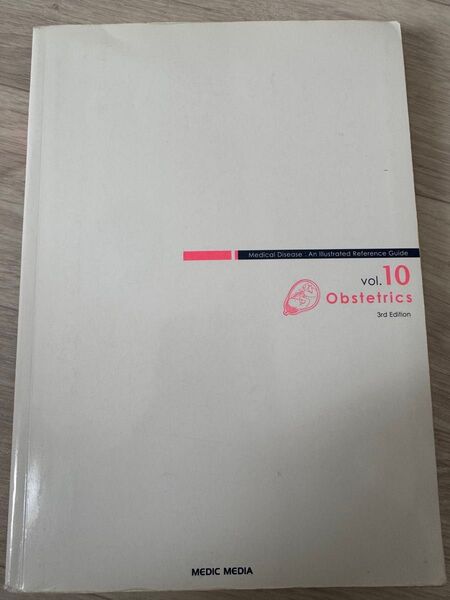 Medical Disease : An Illustrated Reference Guide
vol.10
Obstetrics
3rd Edition
MEDIC MEDIA